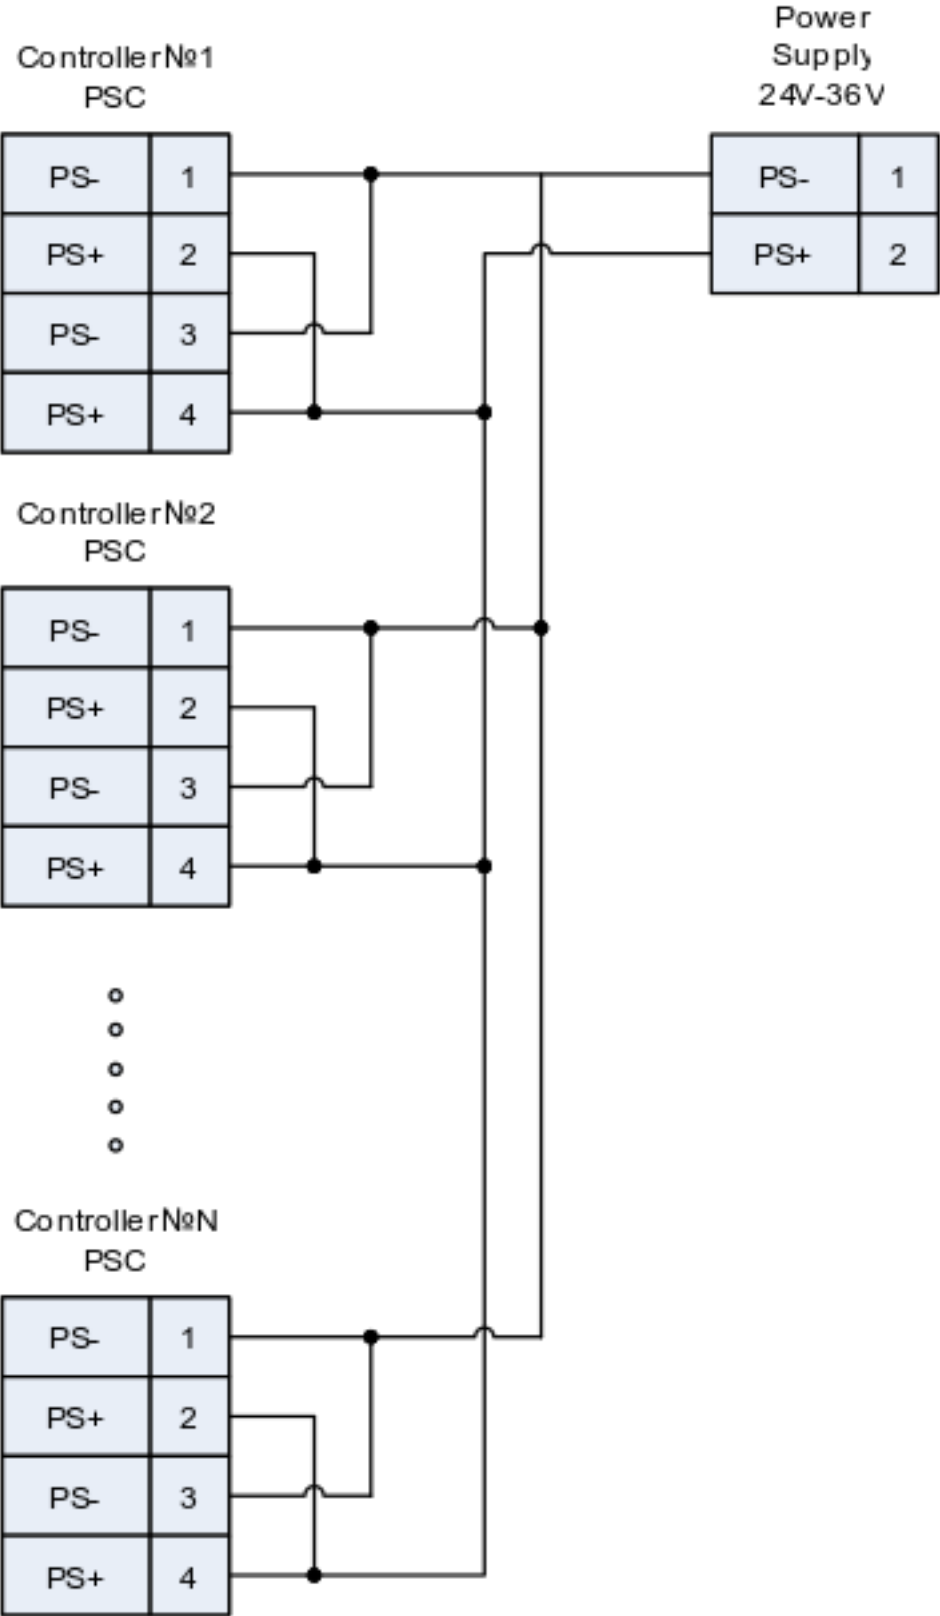 Controller №1
PSC
PS- 1
PS+ 2
PS- 3
PS+ 4
Power
Supply
24V-36V
PS- 1
PS+ 2
Controller №2
PSC
PS- 1
PS+ 2
PS- 3
PS+ 4
Controller №N
PSC
PS- 1
PS+ 2
PS- 3
PS+ 4